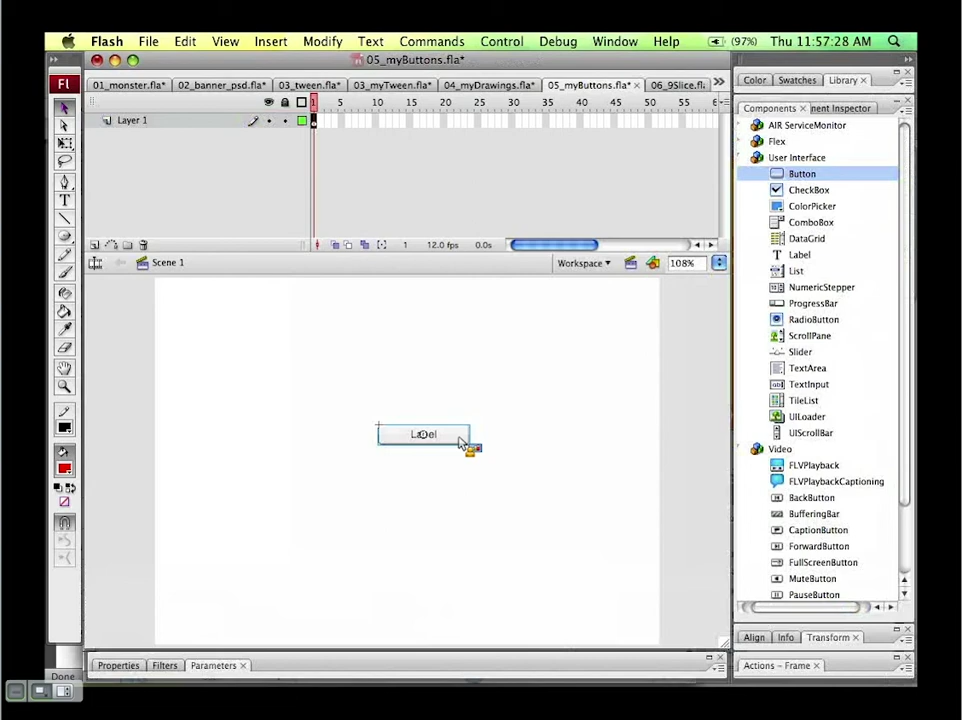 Flash File Edit View Insert Modify Text Commands Control Debug Window Help (97%) Thu 11:57:28 AM
05_myButtons.fla*
01_monster.fla* 02_banner_psd.fla* 03_tween.fla* 03_myTween.fla* 04_myDrawings.fla* 05_myButtons.fla* 06_9Slice.fla
Color Swatches Library
Fl
1 5 10 15 20 25 30 35 40 45 50 55 6
Components nent Inspector
Layer 1
AIR ServiceMonitor
Flex
User Interface
Button
CheckBox
ColorPicker
ComboBox
DataGrid
Label
List
NumericStepper
ProgressBar
RadioButton
ScrollPane
Slider
TextArea
TextInput
TileList
UILoader
UIScrollBar
Video
FLVPlayback
FLVPlaybackCaptioning
BackButton
BufferingBar
CaptionButton
ForwardButton
FullScreenButton
MuteButton
PauseButton
1 12.0 fps 0.0s
Scene 1 Workspace 108%
Label
Align Info Transform
Properties Filters Parameters
Actions - Frame
Done